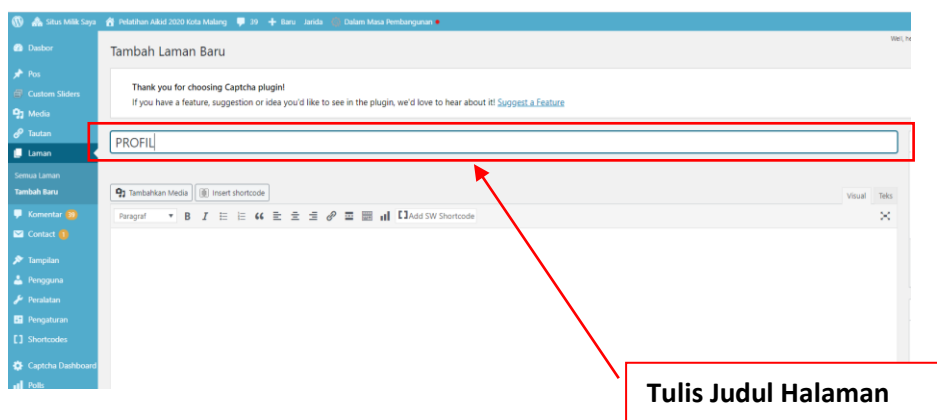 Situs Milik Saya Pelatihan Aikid 2020 Kota Malang 39 + Baru Janida Dalam Masa Pembangunan
Dasbor
Tambah Laman Baru
Pos
Custom Sliders
Media
Tautan
Laman
Semua Laman
Tambah Baru
Komentar 39
Contact 1
Tampilan
Pengguna
Peralatan
Pengaturan
Shortcodes
Captcha Dashboard
Polls
Thank you for choosing Captcha plugin!
If you have a feature, suggestion or idea you'd like to see in the plugin, we'd love to hear about it! Suggest a Feature
PROFIL
Tambahkan Media Insert shortcode
Visual Teks
Paragraf B I Add SW Shortcode
Tulis Judul Halaman